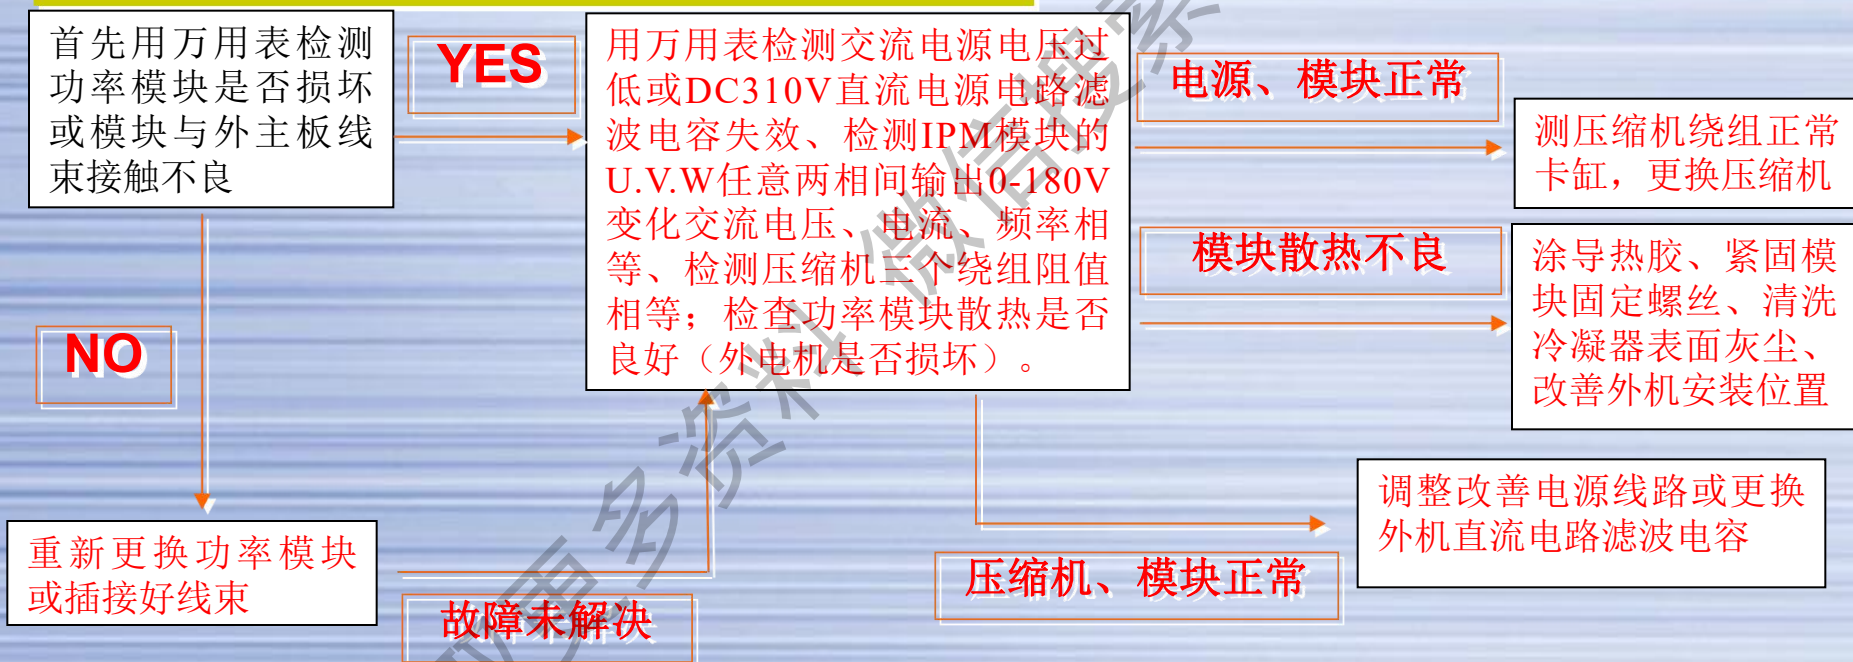 首先用万用表检测
功率模块是否损坏
或模块与外主板线
束接触不良
YES
用万用表检测交流电源电压过
低或DC310V直流电源电路滤
波电容失效、检测IPM模块的
U.V.W任意两相间输出0-180V
变化交流电压、电流、频率相
等、检测压缩机三个绕组阻值
相等；检查功率模块散热是否
良好（外电机是否损坏）。
电源、模块正常
测压缩机绕组正常
卡缸，更换压缩机
模块散热不良
涂导热胶、紧固模
块固定螺丝、清洗
冷凝器表面灰尘、
改善外机安装位置
NO
重新更换功率模块
或插接好线束
故障未解决
压缩机、模块正常
调整改善电源线路或更换
外机直流电路滤波电容
更多资料 微信搜索